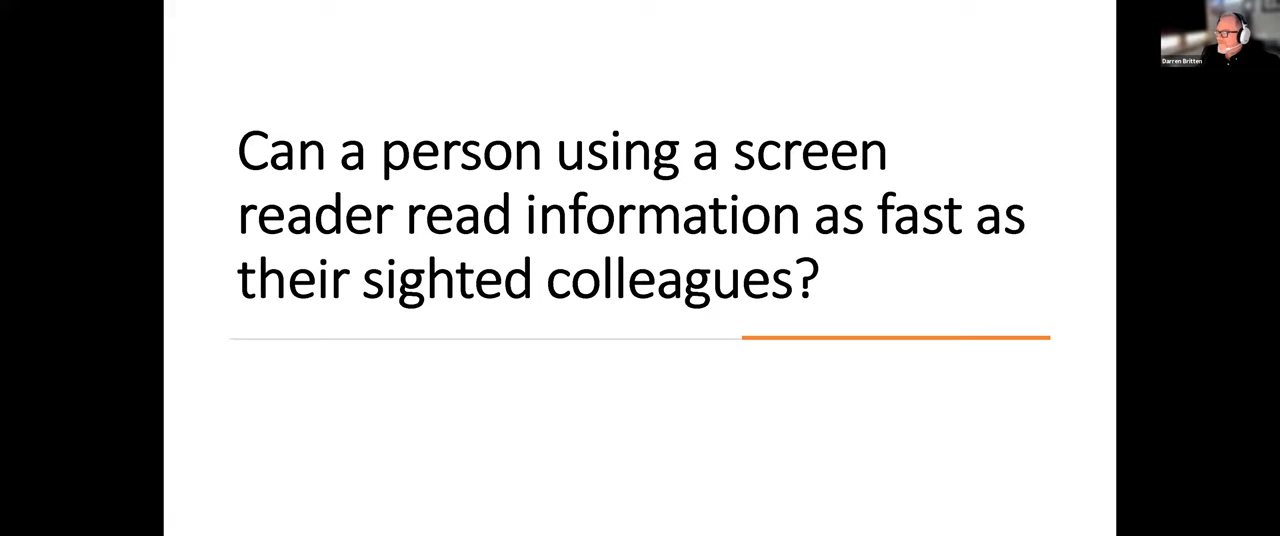 Can a person using a screen
reader read information as fast as
their sighted colleagues?
Darren Britten